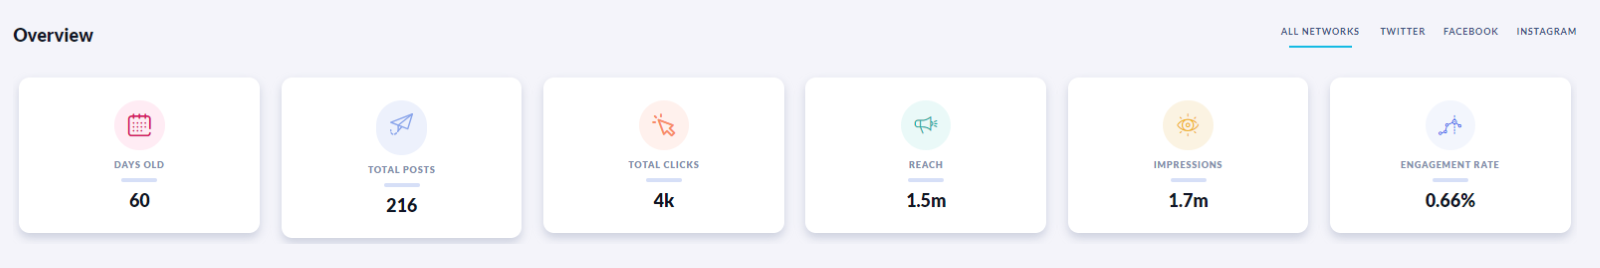 Overview
ALL NETWORKS TWITTER FACEBOOK INSTAGRAM
DAYS OLD
60
TOTAL POSTS
216
TOTAL CLICKS
4k
REACH
1.5m
IMPRESSIONS
1.7m
ENGAGEMENT RATE
0.66%